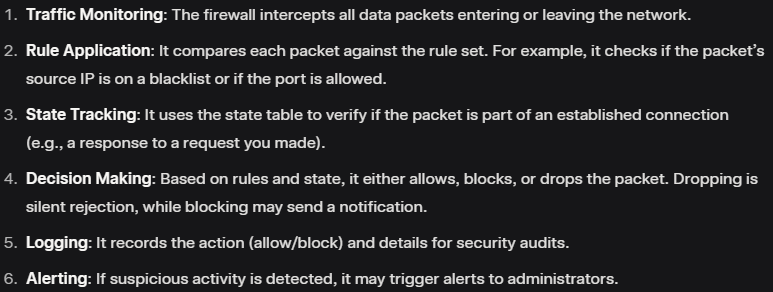 1. Traffic Monitoring: The firewall intercepts all data packets entering or leaving the network.
2. Rule Application: It compares each packet against the rule set. For example, it checks if the packet’s
source IP is on a blacklist or if the port is allowed.
3. State Tracking: It uses the state table to verify if the packet is part of an established connection
(e.g., a response to a request you made).
4. Decision Making: Based on rules and state, it either allows, blocks, or drops the packet. Dropping is
silent rejection, while blocking may send a notification.
5. Logging: It records the action (allow/block) and details for security audits.
6. Alerting: If suspicious activity is detected, it may trigger alerts to administrators.